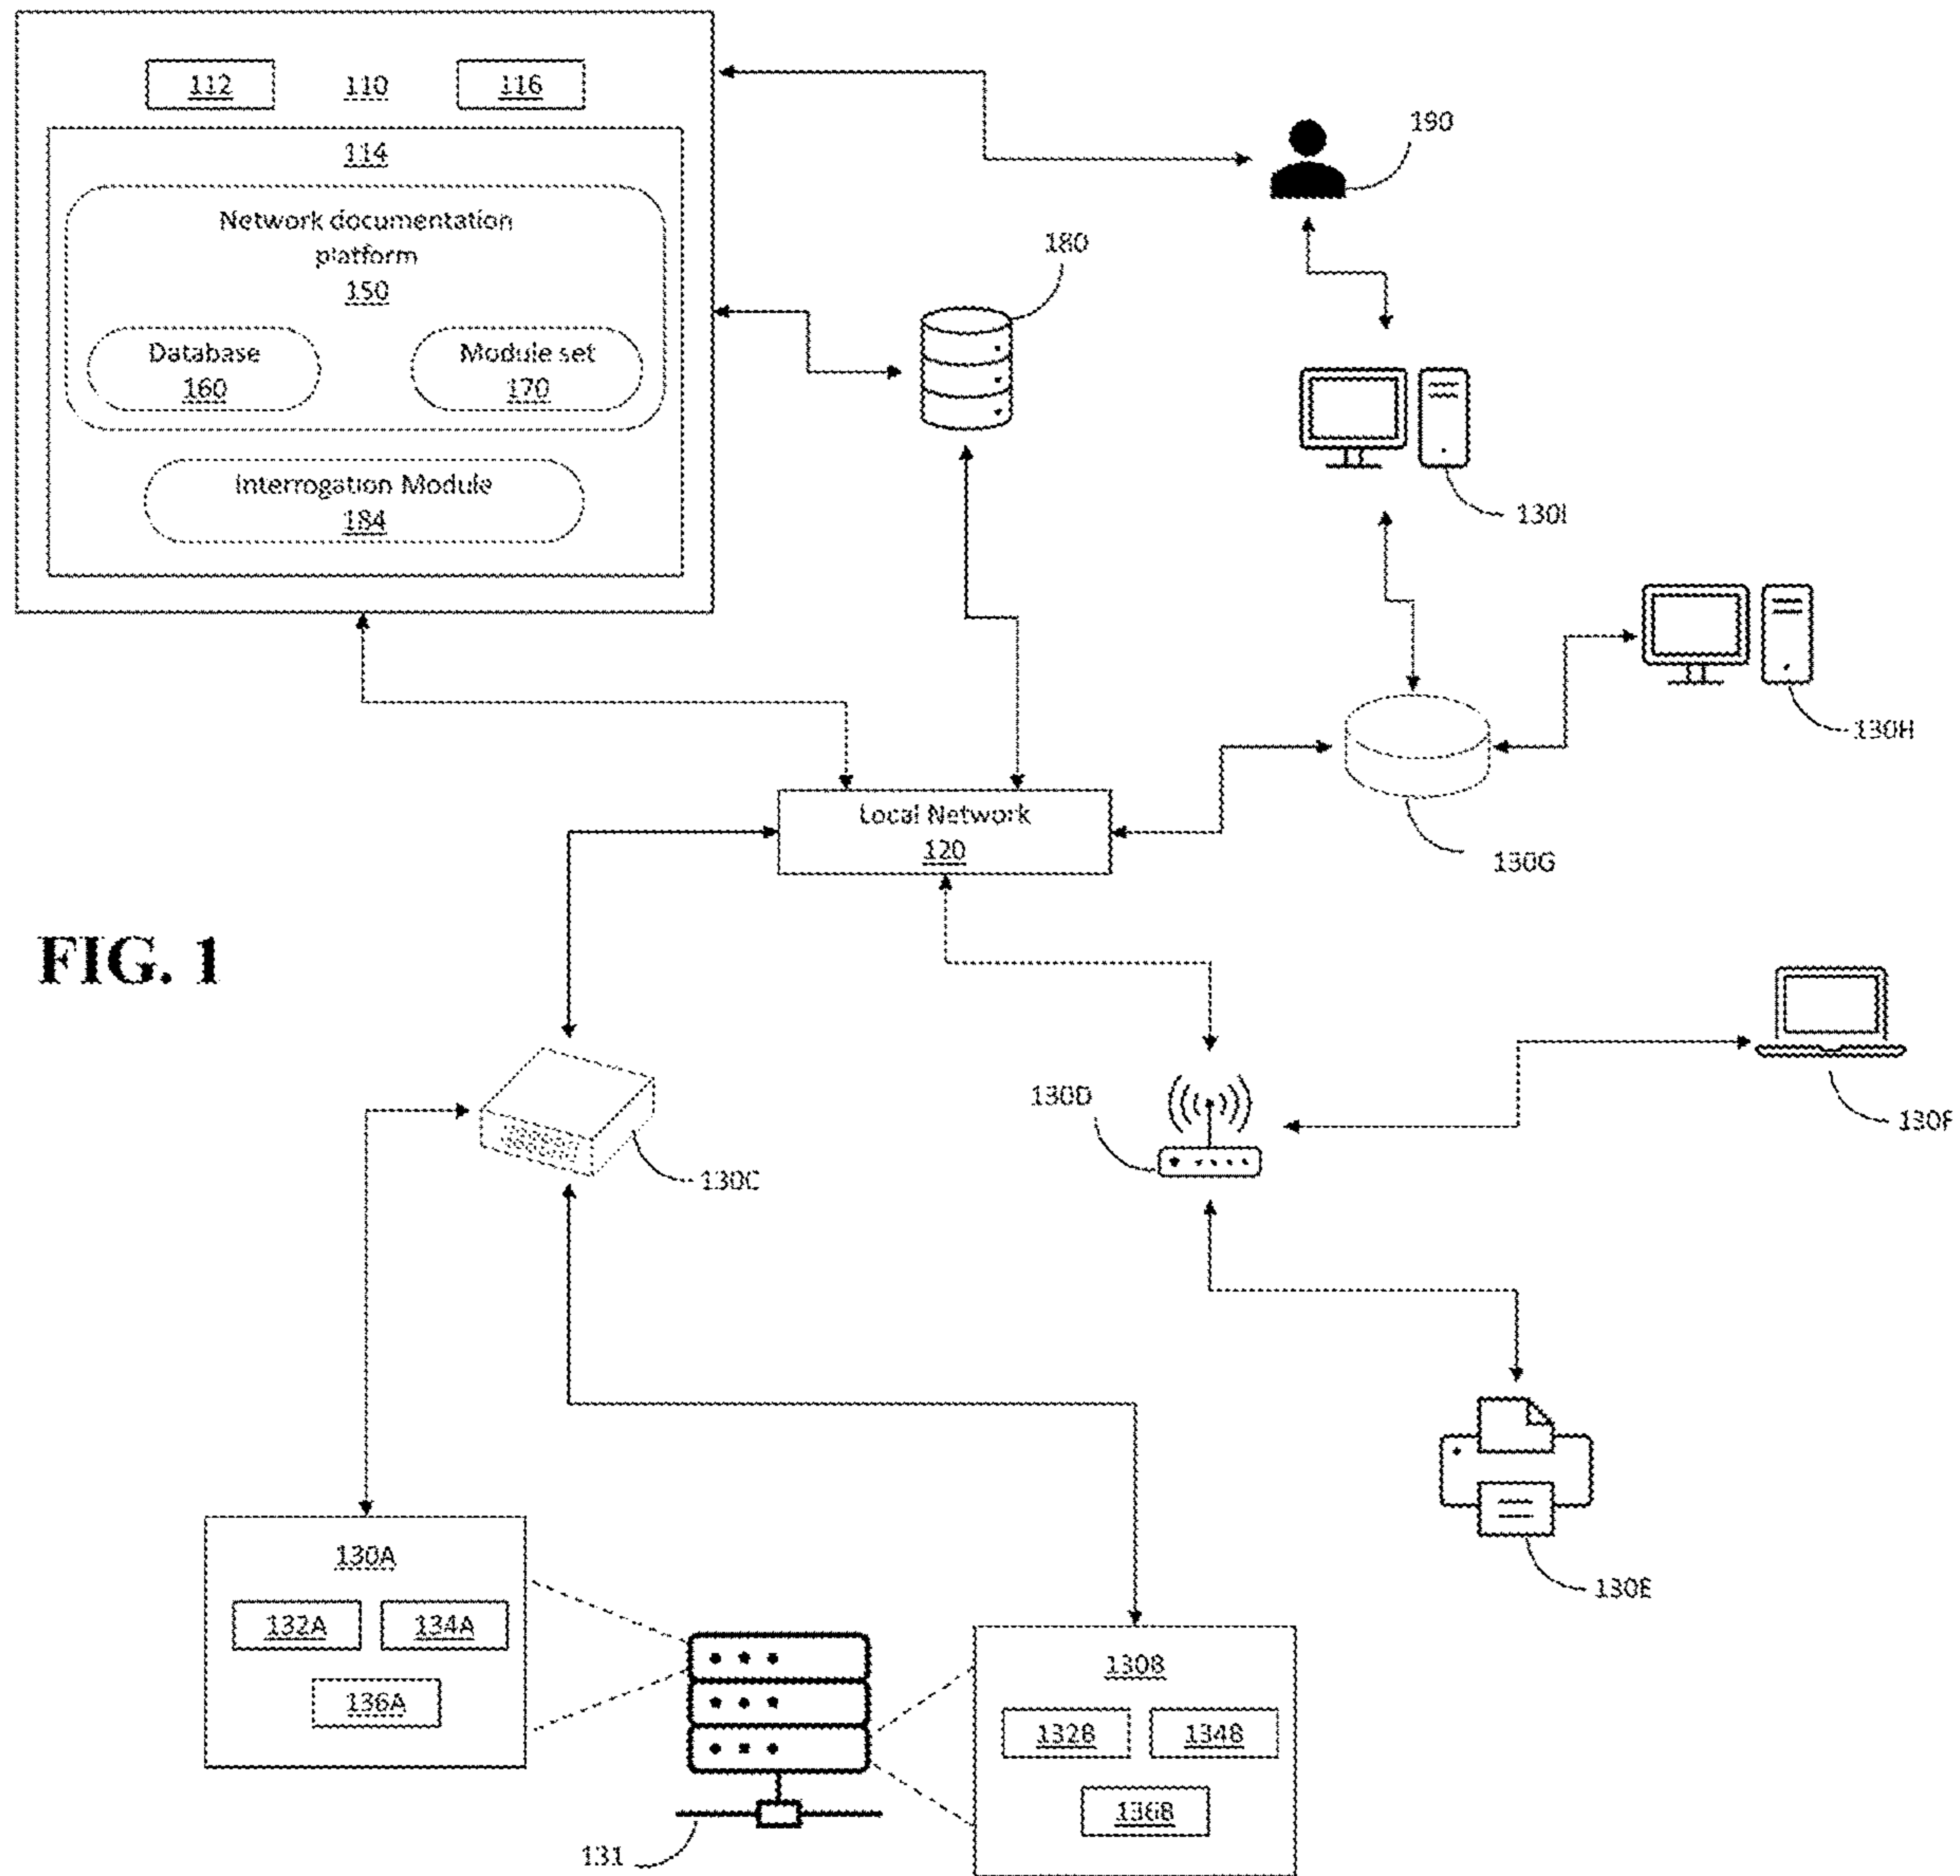 112
110
116
114
Network documentation
platform
150
Database
160
Module set
170
Interrogation Module
184
190
180
130I
130H
Local Network
120
130G
FIG. 1
130F
130D
130C
130E
130A
132A
134A
136A
130B
132B
134B
136B
131